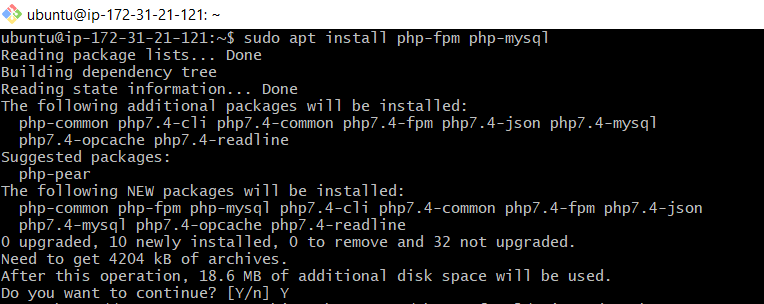 ubuntu@ip-172-31-21-121: ~
ubuntu@ip-172-31-21-121:~$ sudo apt install php-fpm php-mysql
Reading package lists... Done
Building dependency tree
Reading state information... Done
The following additional packages will be installed:
  php-common php7.4-cli php7.4-common php7.4-fpm php7.4-json php7.4-mysql
  php7.4-opcache php7.4-readline
Suggested packages:
  php-pear
The following NEW packages will be installed:
  php-common php-fpm php-mysql php7.4-cli php7.4-common php7.4-fpm php7.4-json
  php7.4-mysql php7.4-opcache php7.4-readline
0 upgraded, 10 newly installed, 0 to remove and 32 not upgraded.
Need to get 4204 kB of archives.
After this operation, 18.6 MB of additional disk space will be used.
Do you want to continue? [Y/n] Y